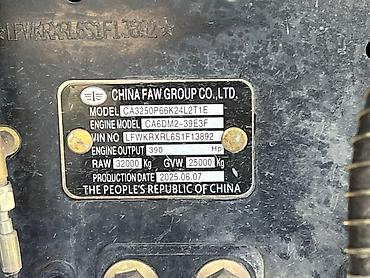 ★LFWKRXRL6S1F13892★
CHINA FAW GROUP CO.,LTD.
MODEL CA3250P66K24L2T1E
ENGINE MODEL CA6DM2-39E3F
VIN NO LFWKRXRL6S1F13892
ENGINE OUTPUT 390 Hp
RAW 32000 Kg GVW 25000 Kg
PRODUCTION DATE 2025.06.07
THE PEOPLE'S REPUBLIC OF CHINA